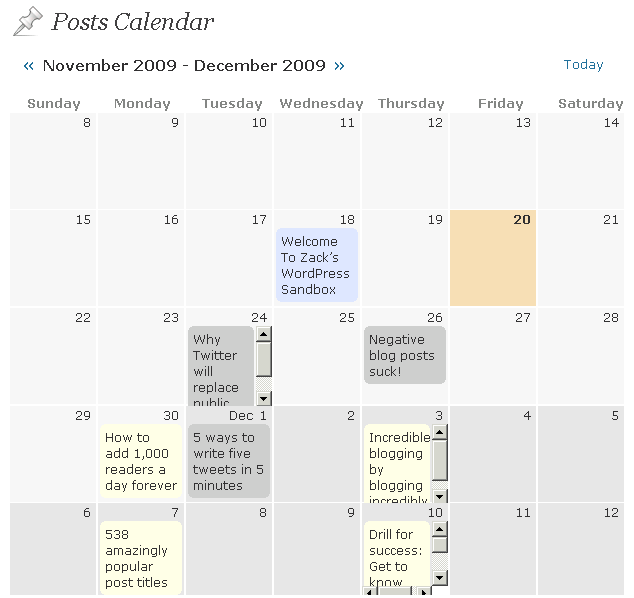 Posts Calendar
« November 2009 - December 2009 »
Today
Sunday Monday Tuesday Wednesday Thursday Friday Saturday
8 9 10 11 12 13 14
15 16 17 18 19 20 21
Welcome
To Zack's
WordPress
Sandbox
22 23 24 25 26 27 28
Why
Twitter
will
replace
public
Negative
blog posts
suck!
29 30 Dec 1 2 3 4 5
How to
add 1,000
readers a
day forever
5 ways to
write five
tweets in 5
minutes
Incredible
blogging
by
blogging
incredibly
6 7 8 9 10 11 12
538
amazingly
popular
post titles
Drill for
success:
Get to
know